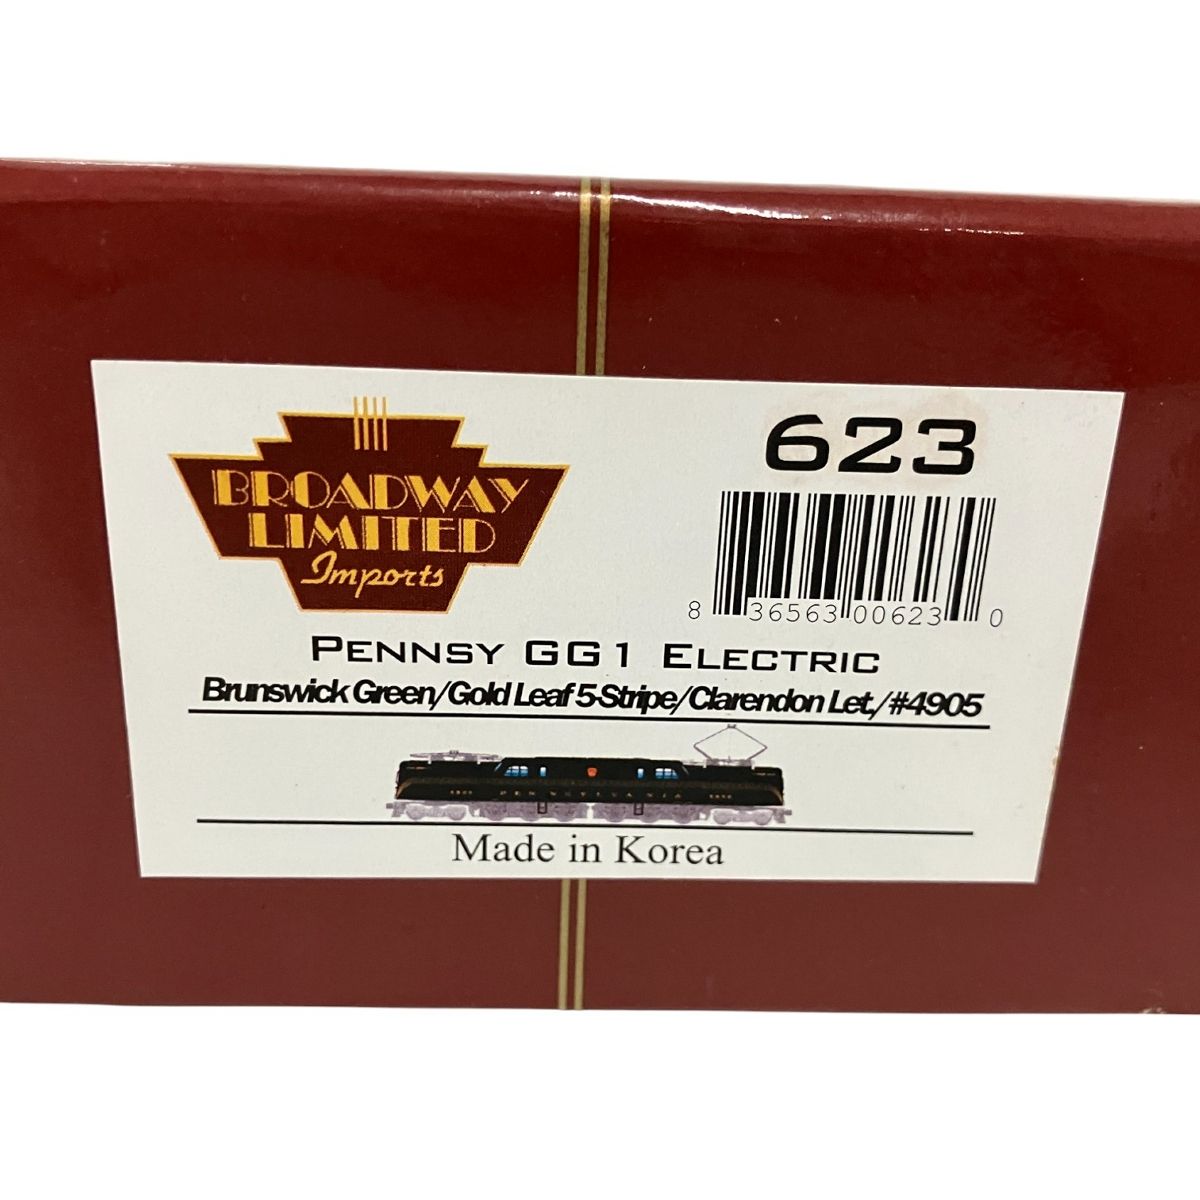 BROADWAY
LIMITED
Imports
623
8 36563 00623 0
PENNSY GG1 ELECTRIC
Brunswick Green/Gold Leaf 5-Stripe/Clarendon Let./#4905
PENNSYLVANIA
Made in Korea